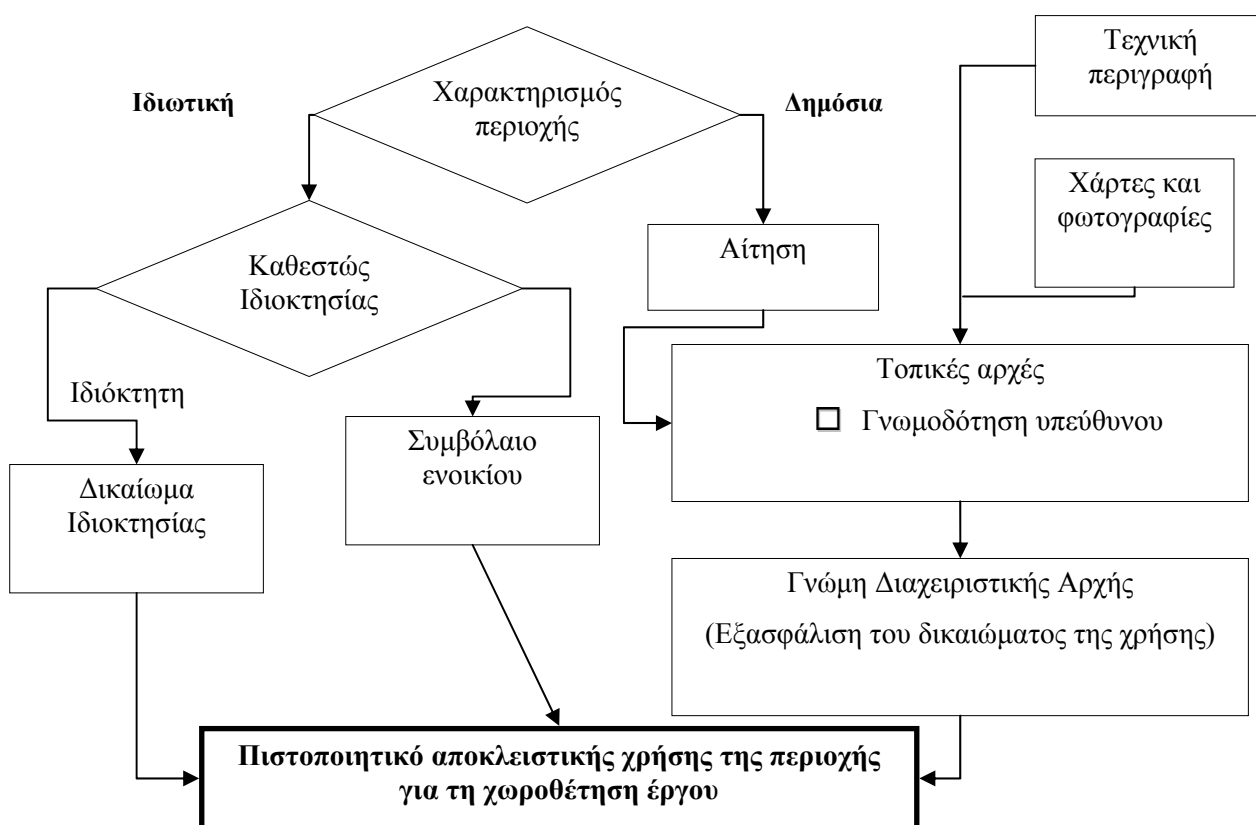 Τεχνική
περιγραφή
Ιδιωτική
Χαρακτηρισμός
περιοχής
Δημόσια
Χάρτες και
φωτογραφίες
Αίτηση
Καθεστώς
Ιδιοκτησίας
Τοπικές αρχές
Γνωμοδότηση υπεύθυνου
Ιδιόκτητη
Συμβόλαιο
ενοικίου
Δικαίωμα
Ιδιοκτησίας
Γνώμη Διαχειριστικής Αρχής
(Εξασφάλιση του δικαιώματος της χρήσης)
Πιστοποιητικό αποκλειστικής χρήσης της περιοχής
για τη χωροθέτηση έργου